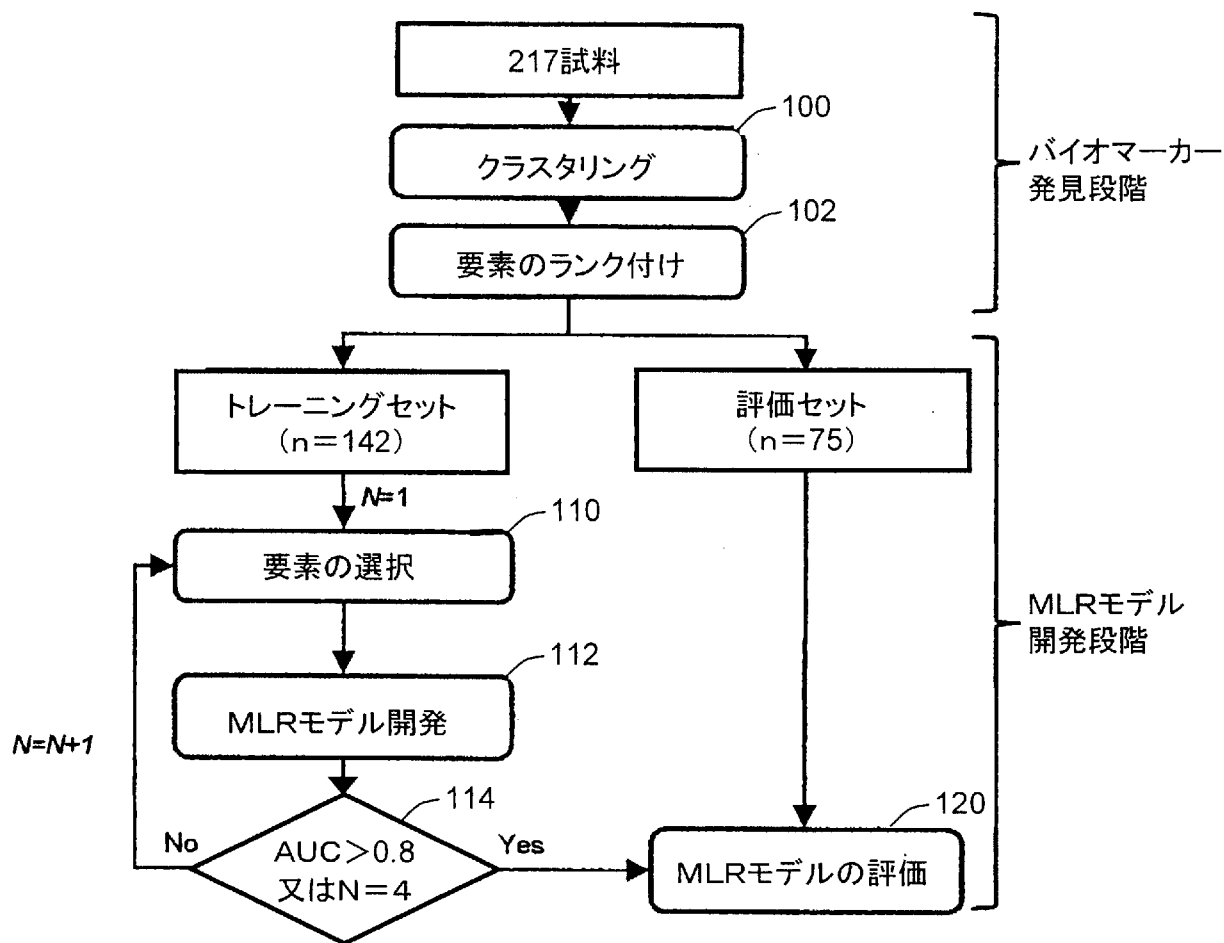 217試料
100
クラスタリング
102
要素のランク付け
バイオマーカー
発見段階
トレーニングセット
(n=142)
評価セット
(n=75)
N=1
110
要素の選択
112
MLRモデル開発
MLRモデル
開発段階
N=N+1
114
No
AUC>0.8
又はN=4
Yes
120
MLRモデルの評価